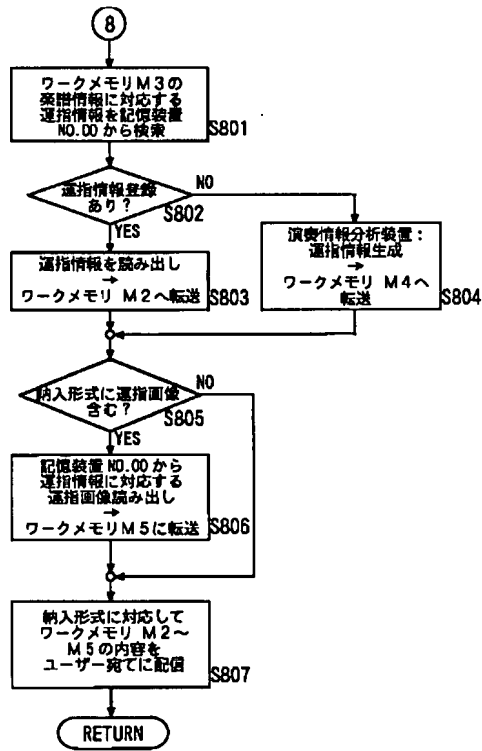 8
ワークメモリM3の
楽譜情報に対応する
運指情報を記憶装置
NO.00から検索
S801
運指情報登録
あり？
NO
S802
YES
運指情報を読み出し
→
ワークメモリ M2へ転送
S803
演奏情報分析装置：
運指情報生成
→
ワークメモリ M4へ
転送
S804
納入形式に運指画像
含む？
NO
S805
YES
記憶装置NO.00から
運指情報に対応する
運指画像読み出し
→
ワークメモリM5に転送
S806
納入形式に対応して
ワークメモリ M2〜
M5の内容を
ユーザー宛てに配信
S807
RETURN